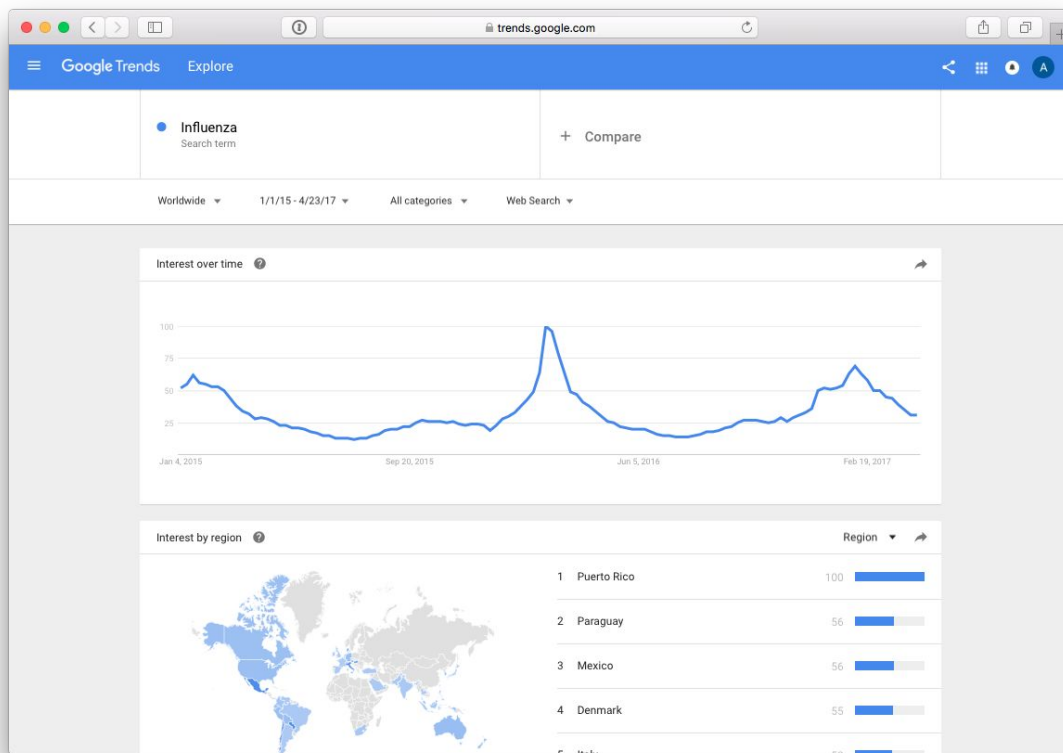 trends.google.com
Google Trends Explore A
Influenza
Search term
+ Compare
Worldwide 1/1/15 - 4/23/17 All categories Web Search
Interest over time ?
100
75
50
25
Jan 4, 2015 Sep 20, 2015 Jun 5, 2016 Feb 19, 2017
Interest by region ? Region
1 Puerto Rico 100
2 Paraguay 56
3 Mexico 56
4 Denmark 55